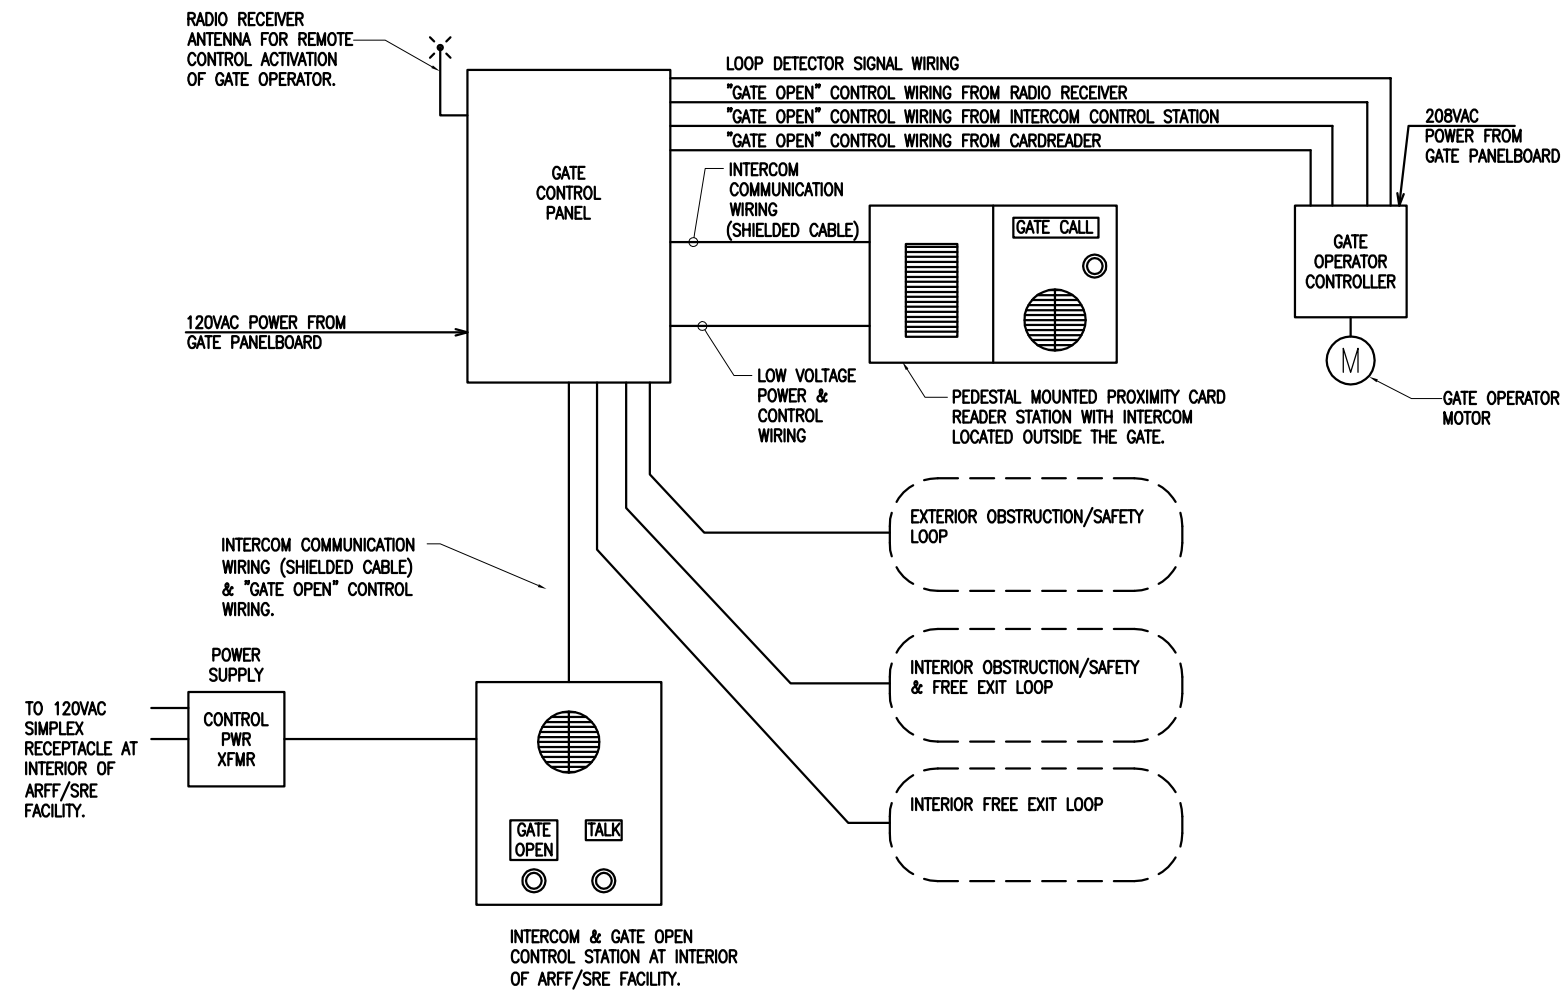 RADIO RECEIVER
ANTENNA FOR REMOTE
CONTROL ACTIVATION
OF GATE OPERATOR.
LOOP DETECTOR SIGNAL WIRING
"GATE OPEN" CONTROL WIRING FROM RADIO RECEIVER
"GATE OPEN" CONTROL WIRING FROM INTERCOM CONTROL STATION
"GATE OPEN" CONTROL WIRING FROM CARDREADER
208VAC
POWER FROM
GATE PANELBOARD
GATE
CONTROL
PANEL
INTERCOM
COMMUNICATION
WIRING
(SHIELDED CABLE)
GATE CALL
GATE
OPERATOR
CONTROLLER
120VAC POWER FROM
GATE PANELBOARD
M
LOW VOLTAGE
POWER &
CONTROL
WIRING
PEDESTAL MOUNTED PROXIMITY CARD
READER STATION WITH INTERCOM
LOCATED OUTSIDE THE GATE.
GATE OPERATOR
MOTOR
EXTERIOR OBSTRUCTION/SAFETY
LOOP
INTERCOM COMMUNICATION
WIRING (SHIELDED CABLE)
& "GATE OPEN" CONTROL
WIRING.
INTERIOR OBSTRUCTION/SAFETY
& FREE EXIT LOOP
POWER
SUPPLY
TO 120VAC
SIMPLEX
RECEPTACLE AT
INTERIOR OF
ARFF/SRE
FACILITY.
CONTROL
PWR
XFMR
INTERIOR FREE EXIT LOOP
GATE
OPEN
TALK
INTERCOM & GATE OPEN
CONTROL STATION AT INTERIOR
OF ARFF/SRE FACILITY.